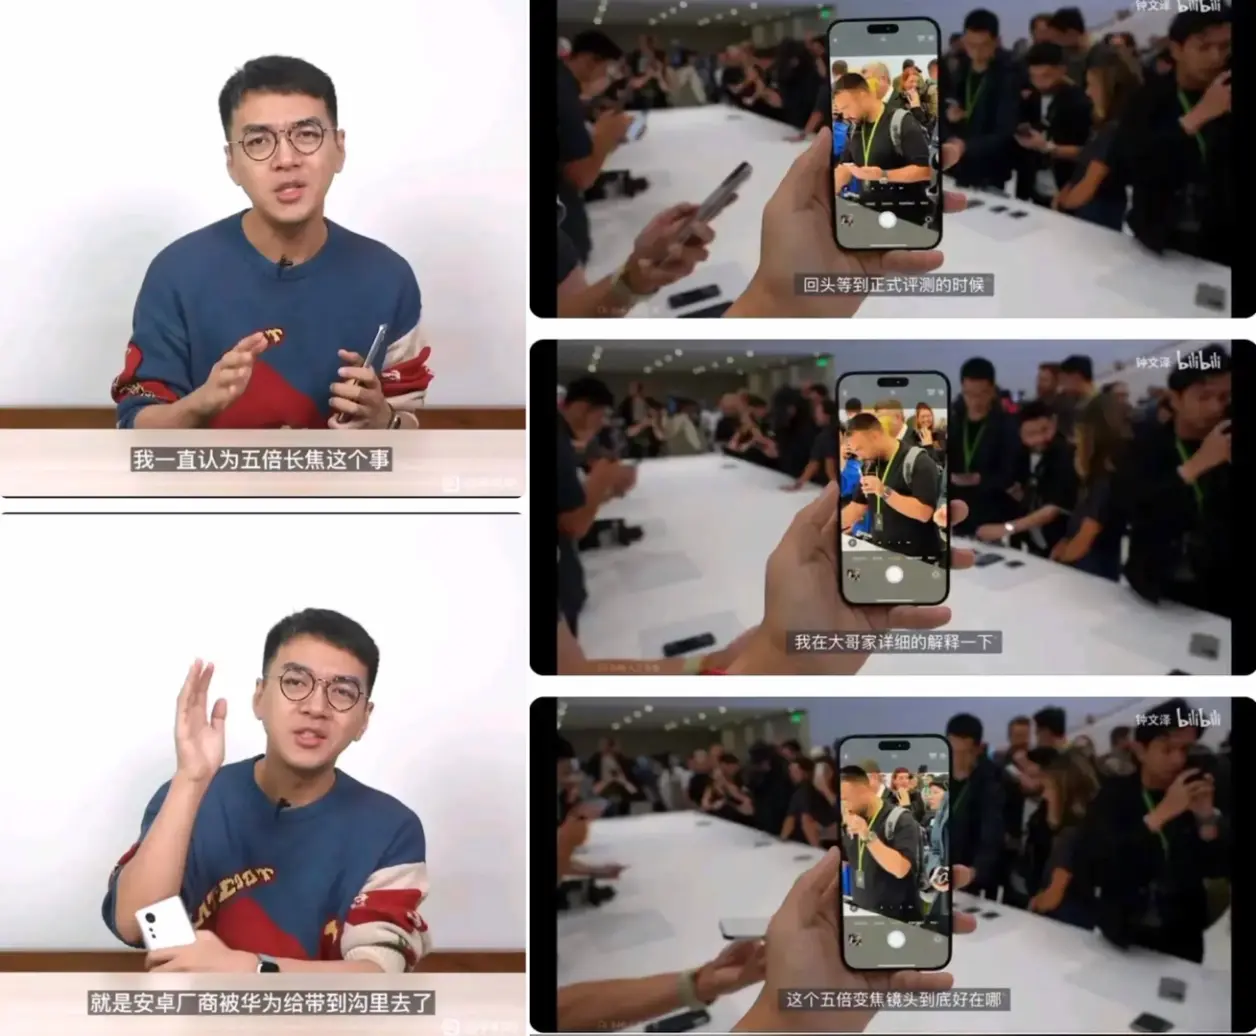 我一直认为五倍长焦这个事
就是安卓厂商被华为给带到沟里去了
钟文泽 bilibili
回头等到正式评测的时候
钟文泽 bilibili
我在大哥家详细的解释一下
钟文泽 bilibili
这个五倍变焦镜头到底好在哪